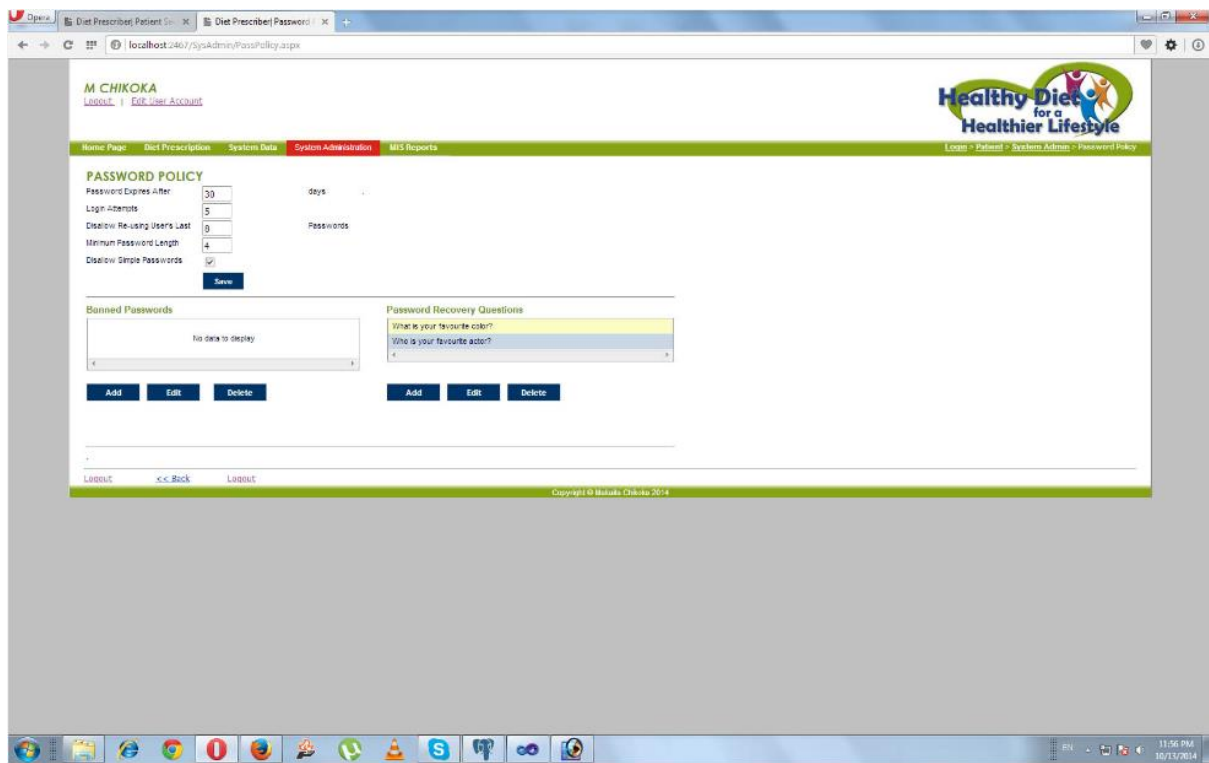 Opera
Diet Prescriber| Patient Se
Diet Prescriber| Password
localhost:2467/SysAdmin/PassPolicy.aspx
M CHIKOKA
Logout | Edit User Account
Healthy Diet
for a
Healthier Lifestyle
Home Page Diet Prescription System Data System Administration MIS Reports
Login > Patient > System Admin > Password Policy
PASSWORD POLICY
Password Expires After 30 days .
Login Attempts 5
Disallow Re-using User's Last 8 Passwords
Minimum Password Length 4
Disallow Simple Passwords
Save
Banned Passwords
No data to display
Add Edit Delete
Password Recovery Questions
What is your favourite color?
Who is your favourite actor?
Add Edit Delete
.
Logout << Back Logout
Copyright © Chikoka 2014
EN
11:56 PM
10/13/2014